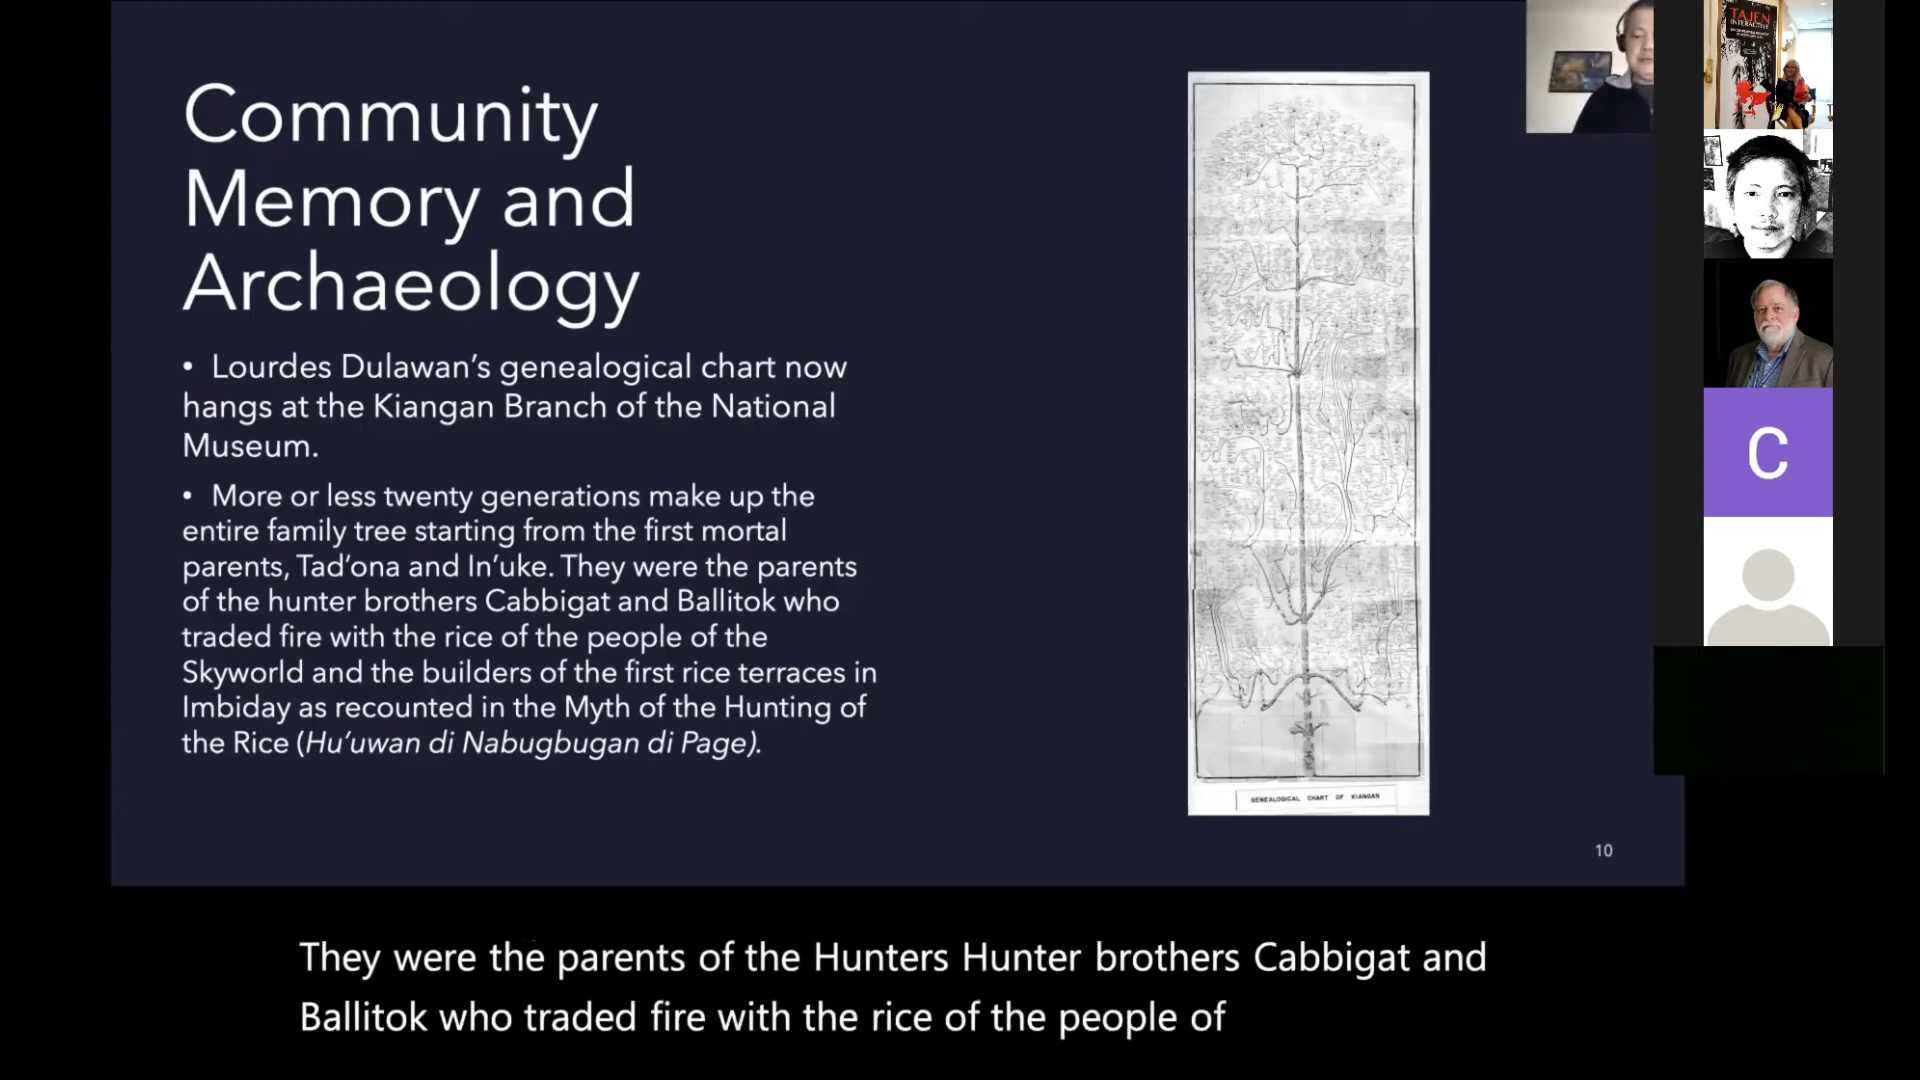 Community
Memory and
Archaeology
• Lourdes Dulawan’s genealogical chart now
hangs at the Kiangan Branch of the National
Museum.
• More or less twenty generations make up the
entire family tree starting from the first mortal
parents, Tad’ona and In’uke. They were the parents
of the hunter brothers Cabbigat and Ballitok who
traded fire with the rice of the people of the
Skyworld and the builders of the first rice terraces in
Imbiday as recounted in the Myth of the Hunting of
the Rice (Hu’uwan di Nabugbugan di Page).
GENEALOGICAL CHART OF KIANGAN
10
TAJEN
INTERACTIVE
C
They were the parents of the Hunters Hunter brothers Cabbigat and
Ballitok who traded fire with the rice of the people of